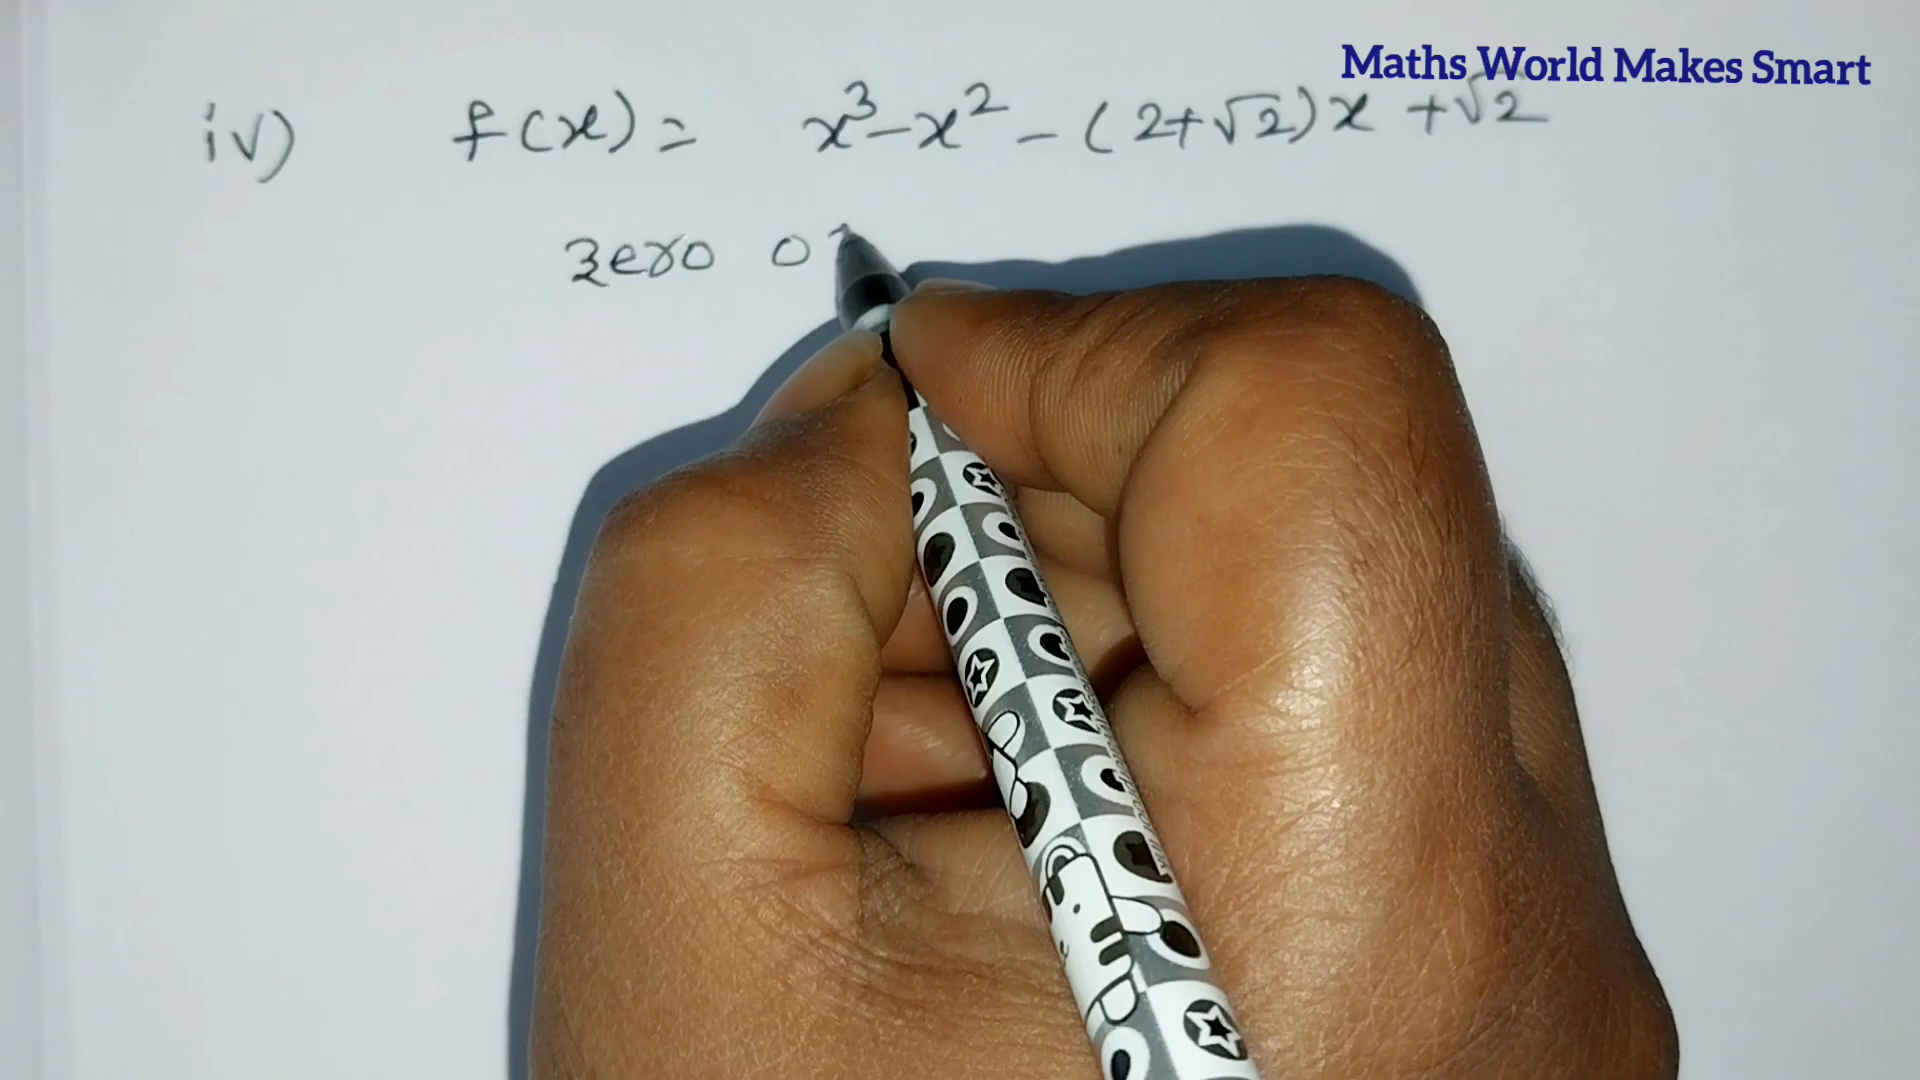 Maths World Makes Smart
iv) f(x) = x³-x² - (2+√2)x +√2
zero o